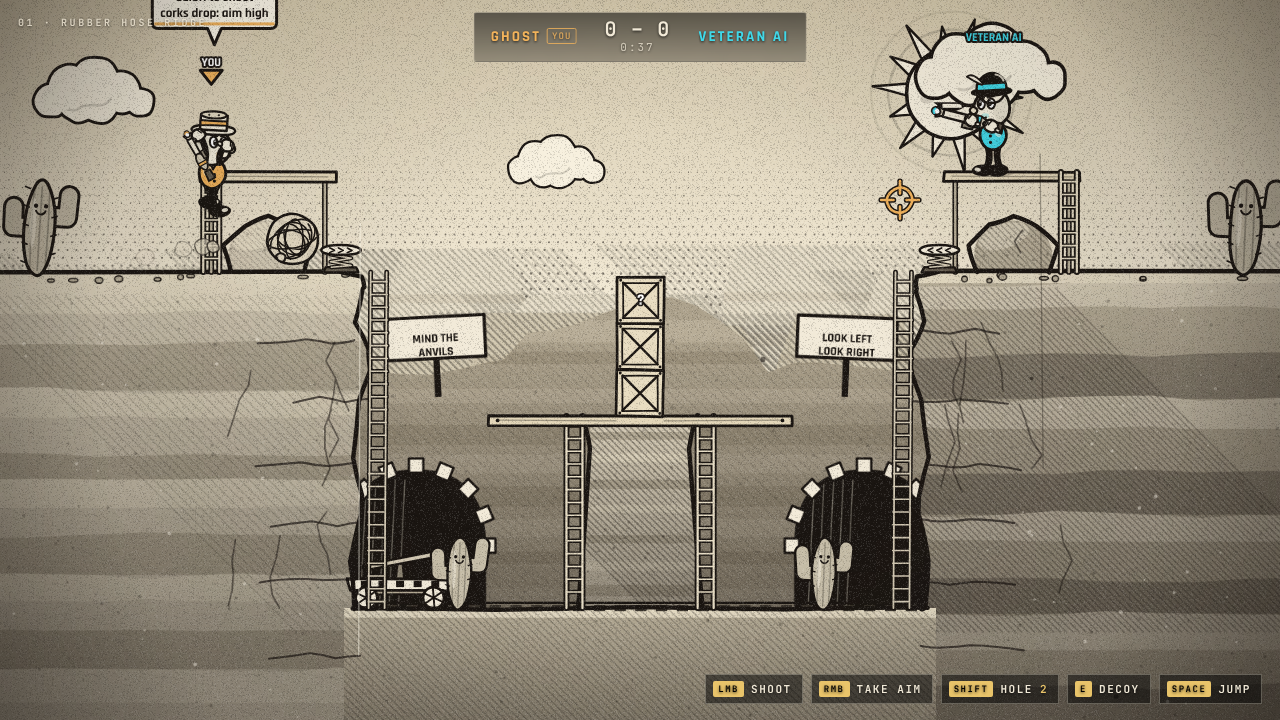 corks drop: aim high
01 · RUBBER HOSE
YOU
GHOST YOU
0 – 0
0:37
VETERAN AI
VETERAN AI
?
MIND THE
ANVILS
LOOK LEFT
LOOK RIGHT
LMB SHOOT
RMB TAKE AIM
SHIFT HOLE 2
E DECOY
SPACE JUMP